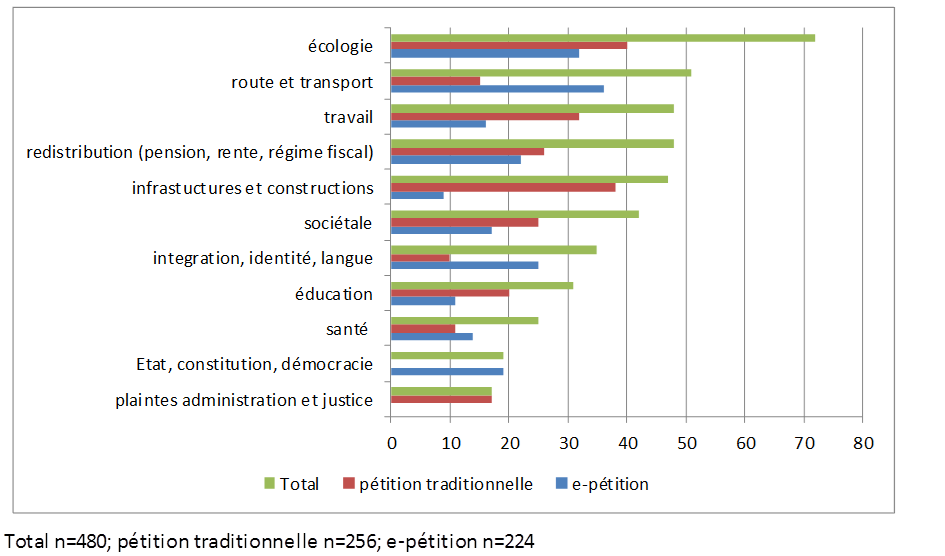 écologie
route et transport
travail
redistribution (pension, rente, régime fiscal)
infrastuctures et constructions
sociétale
integration, identité, langue
éducation
santé
Etat, constitution, démocracie
plaintes administration et justice
0 10 20 30 40 50 60 70 80
Total pétition traditionnelle e-pétition
Total n=480; pétition traditionnelle n=256; e-pétition n=224